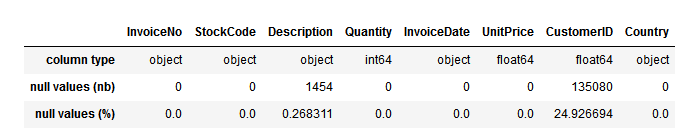 InvoiceNo StockCode Description Quantity InvoiceDate UnitPrice CustomerID Country
column type object object object int64 object float64 float64 object
null values (nb) 0 0 1454 0 0 0 135080 0
null values (%) 0.0 0.0 0.268311 0.0 0.0 0.0 24.926694 0.0